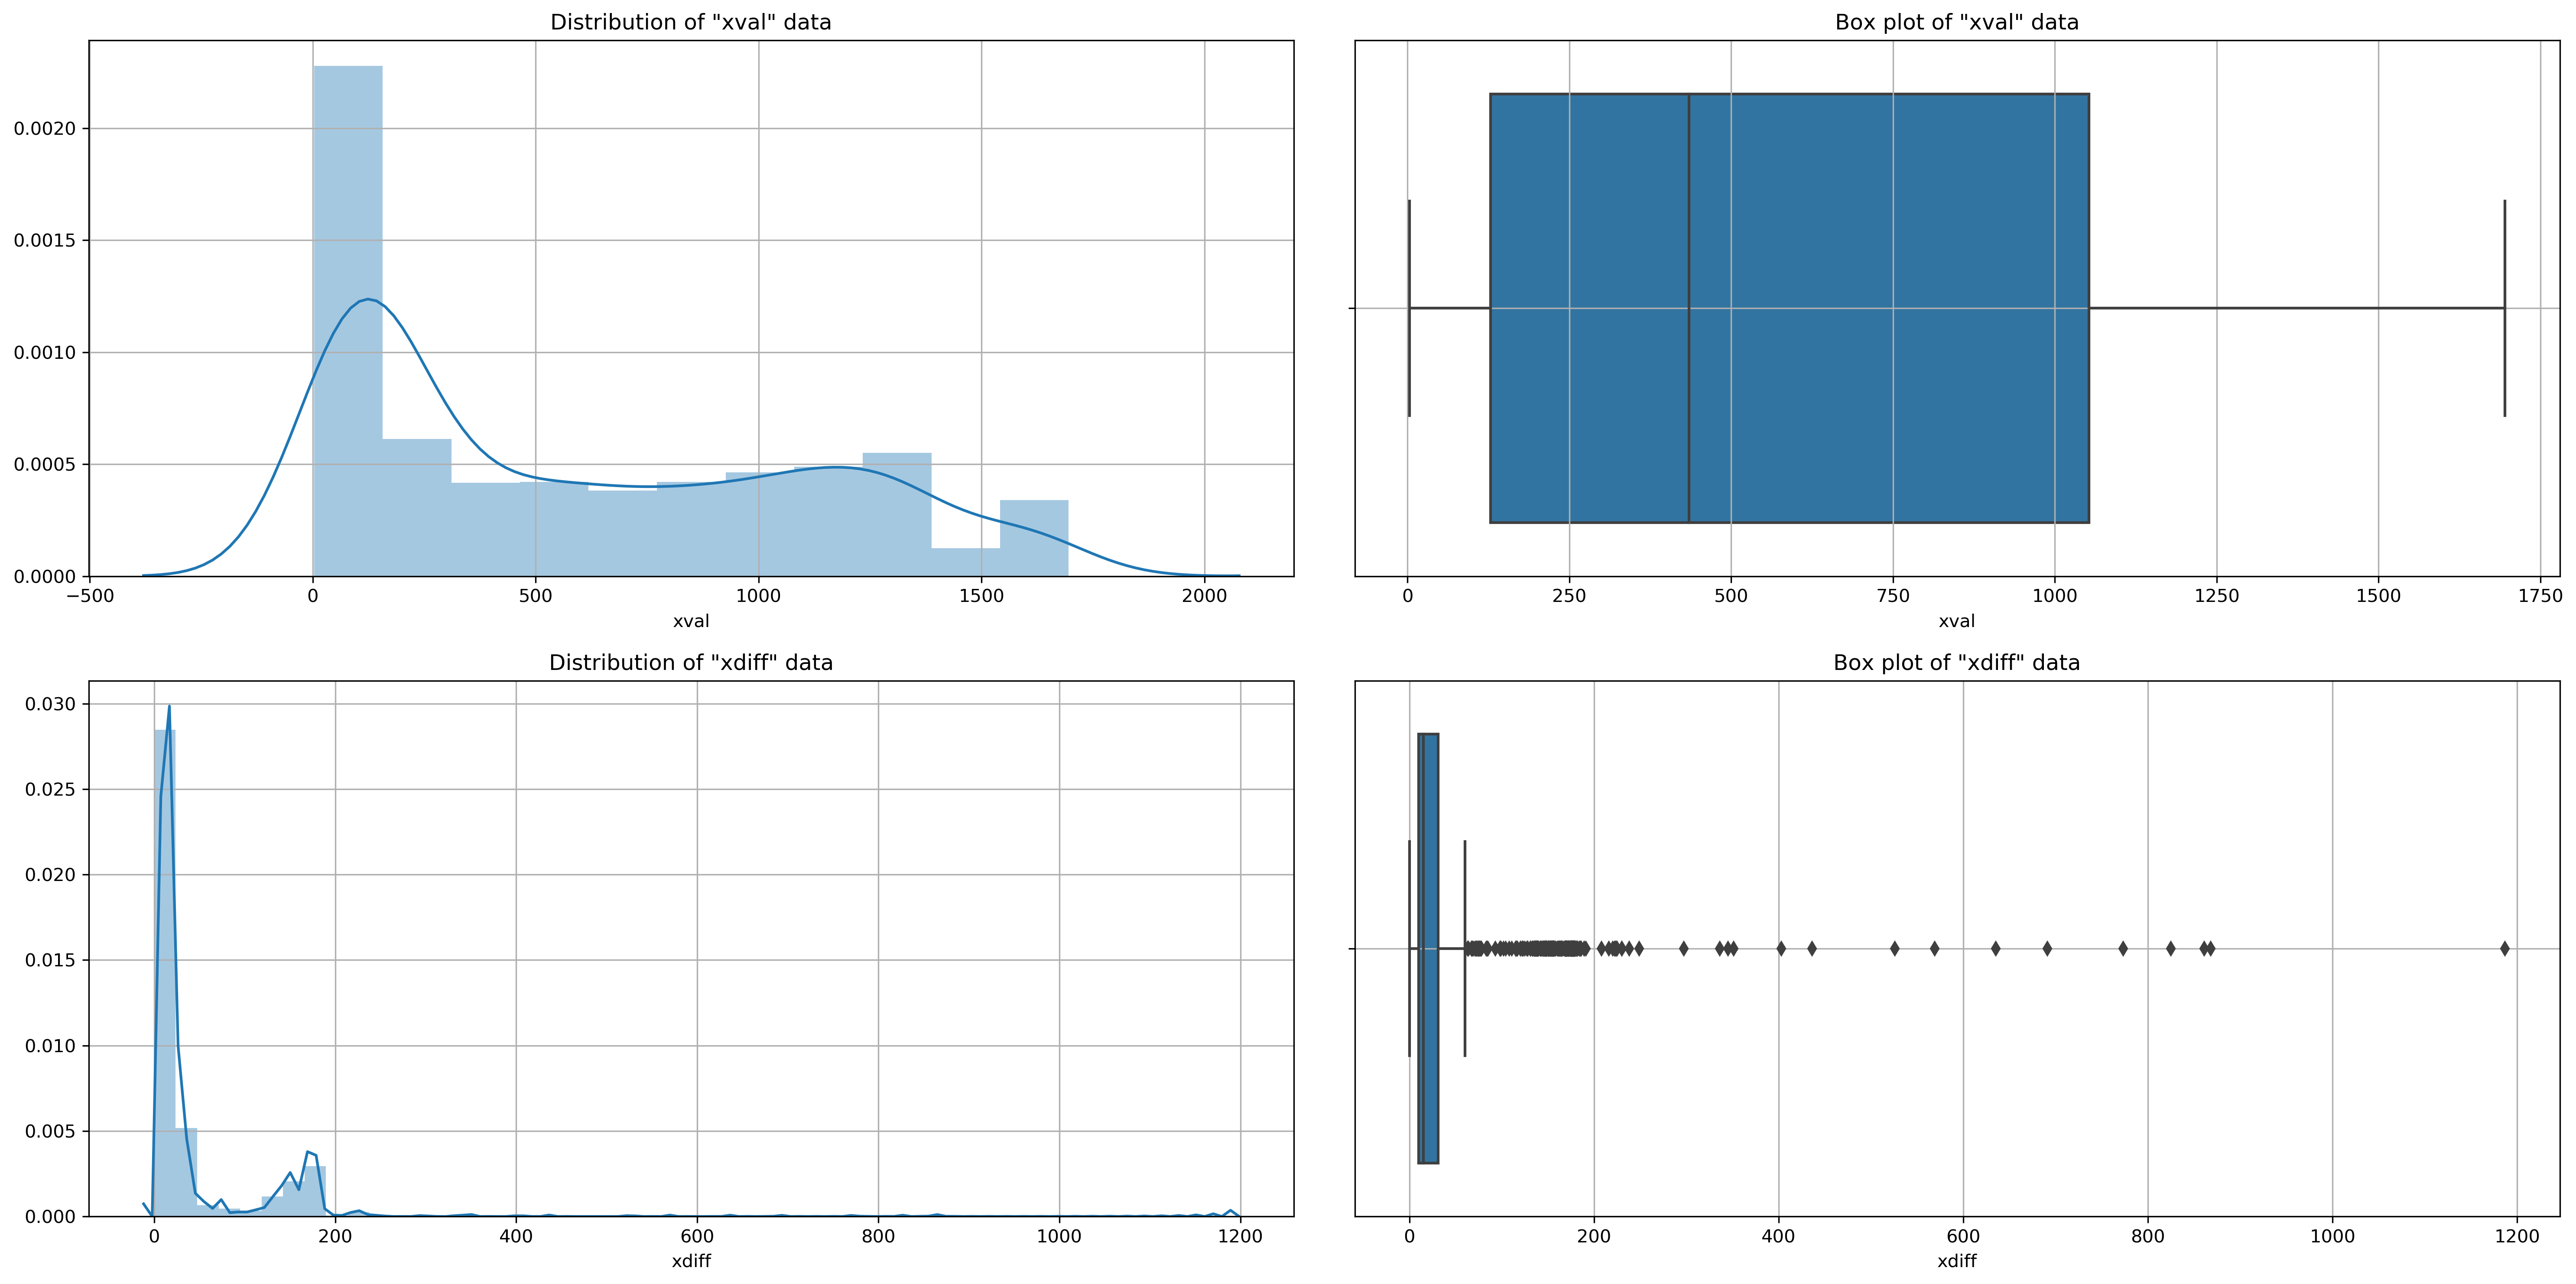 Distribution of "xval" data
0.0020
0.0015
0.0010
0.0005
0.0000
−500 0 500 1000 1500 2000
xval
Box plot of "xval" data
0 250 500 750 1000 1250 1500 1750
xval
Distribution of "xdiff" data
0.030
0.025
0.020
0.015
0.010
0.005
0.000
0 200 400 600 800 1000 1200
xdiff
Box plot of "xdiff" data
0 200 400 600 800 1000 1200
xdiff